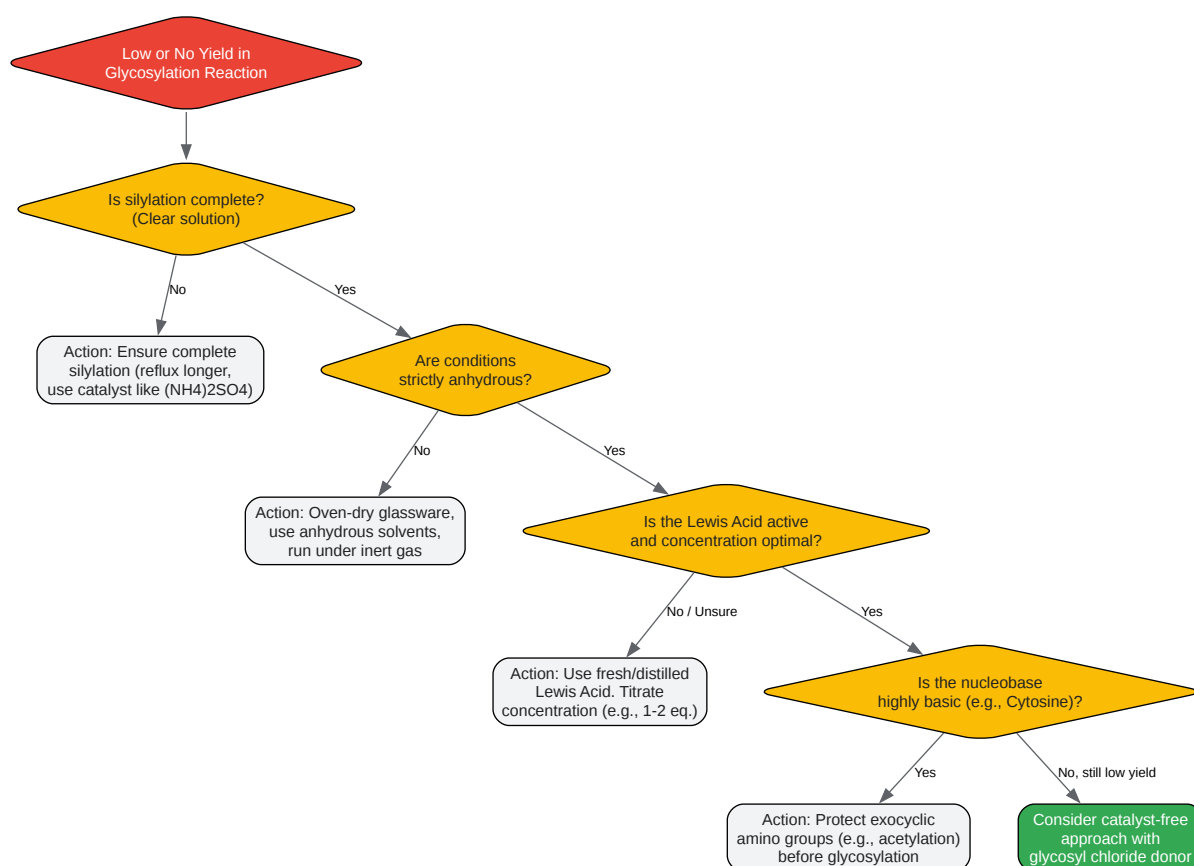 Low or No Yield in
Glycosylation Reaction
Is silylation complete?
(Clear solution)
No
Yes
Action: Ensure complete
silylation (reflux longer,
use catalyst like (NH4)2SO4)
Are conditions
strictly anhydrous?
No
Yes
Action: Oven-dry glassware,
use anhydrous solvents,
run under inert gas
Is the Lewis Acid active
and concentration optimal?
No / Unsure
Yes
Action: Use fresh/distilled
Lewis Acid. Titrate
concentration (e.g., 1-2 eq.)
Is the nucleobase
highly basic (e.g., Cytosine)?
Yes
No, still low yield
Action: Protect exocyclic
amino groups (e.g., acetylation)
before glycosylation
Consider catalyst-free
approach with
glycosyl chloride donor